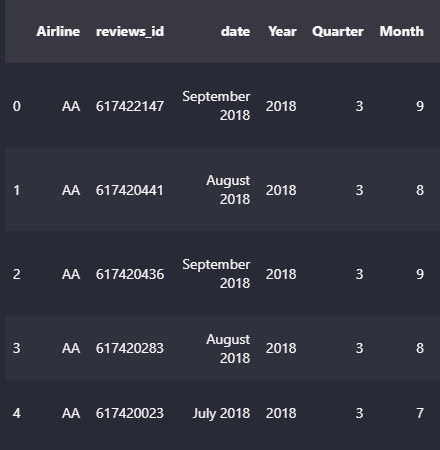 Airline reviews_id date Year Quarter Month
0 AA 617422147 September 2018 2018 3 9
1 AA 617420441 August 2018 2018 3 8
2 AA 617420436 September 2018 2018 3 9
3 AA 617420283 August 2018 2018 3 8
4 AA 617420023 July 2018 2018 3 7